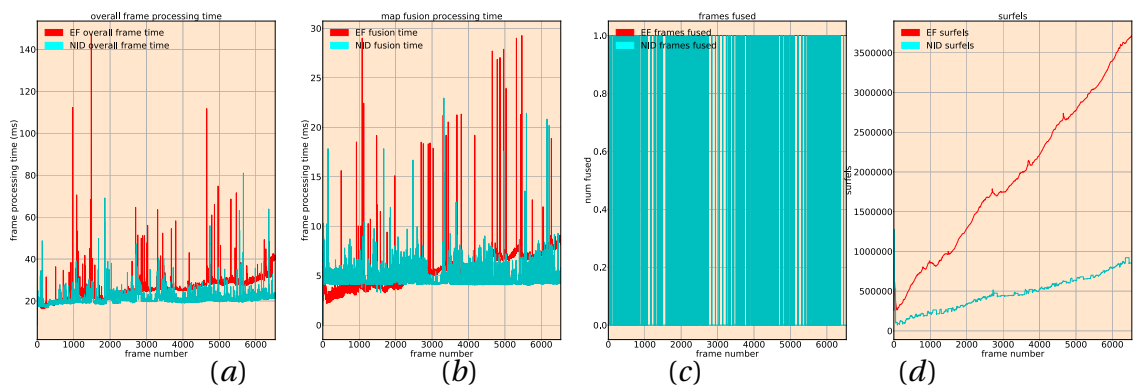 overall frame processing time
EF overall frame time
NID overall frame time
frame processing time (ms)
160
140
120
100
80
60
40
20
0 1000 2000 3000 4000 5000 6000
frame number
(a)
map fusion processing time
EF fusion time
NID fusion time
frame processing time (ms)
30
25
20
15
10
5
0
0 1000 2000 3000 4000 5000 6000
frame number
(b)
frames fused
EF frames fused
NID frames fused
num fused
1.0
0.8
0.6
0.4
0.2
0.0
0 1000 2000 3000 4000 5000 6000
frame number
(c)
surfels
EF surfels
NID surfels
surfels
3500000
3000000
2500000
2000000
1500000
1000000
500000
0
0 1000 2000 3000 4000 5000 6000
frame number
(d)